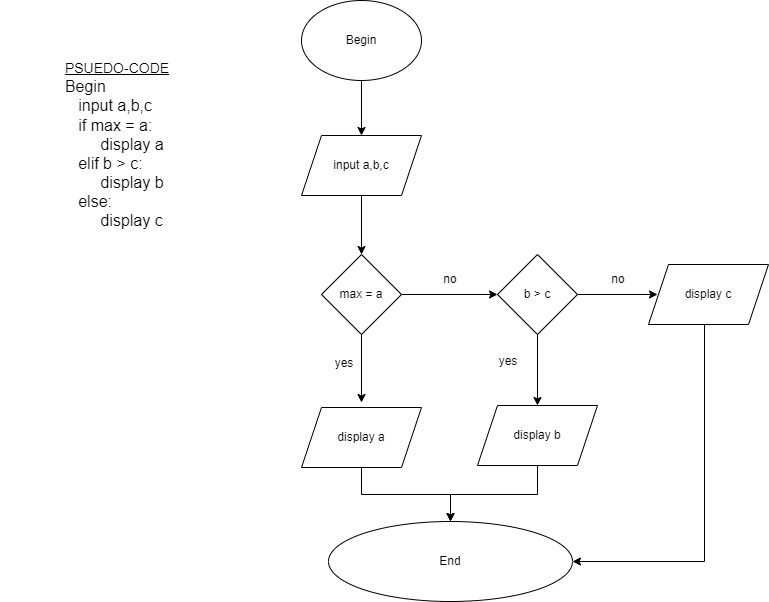 PSUEDO-CODE
Begin
input a,b,c
if max = a:
display a
elif b > c:
display b
else:
display c
Begin
input a,b,c
max = a
no
b > c
no
display c
yes
yes
display a
display b
End